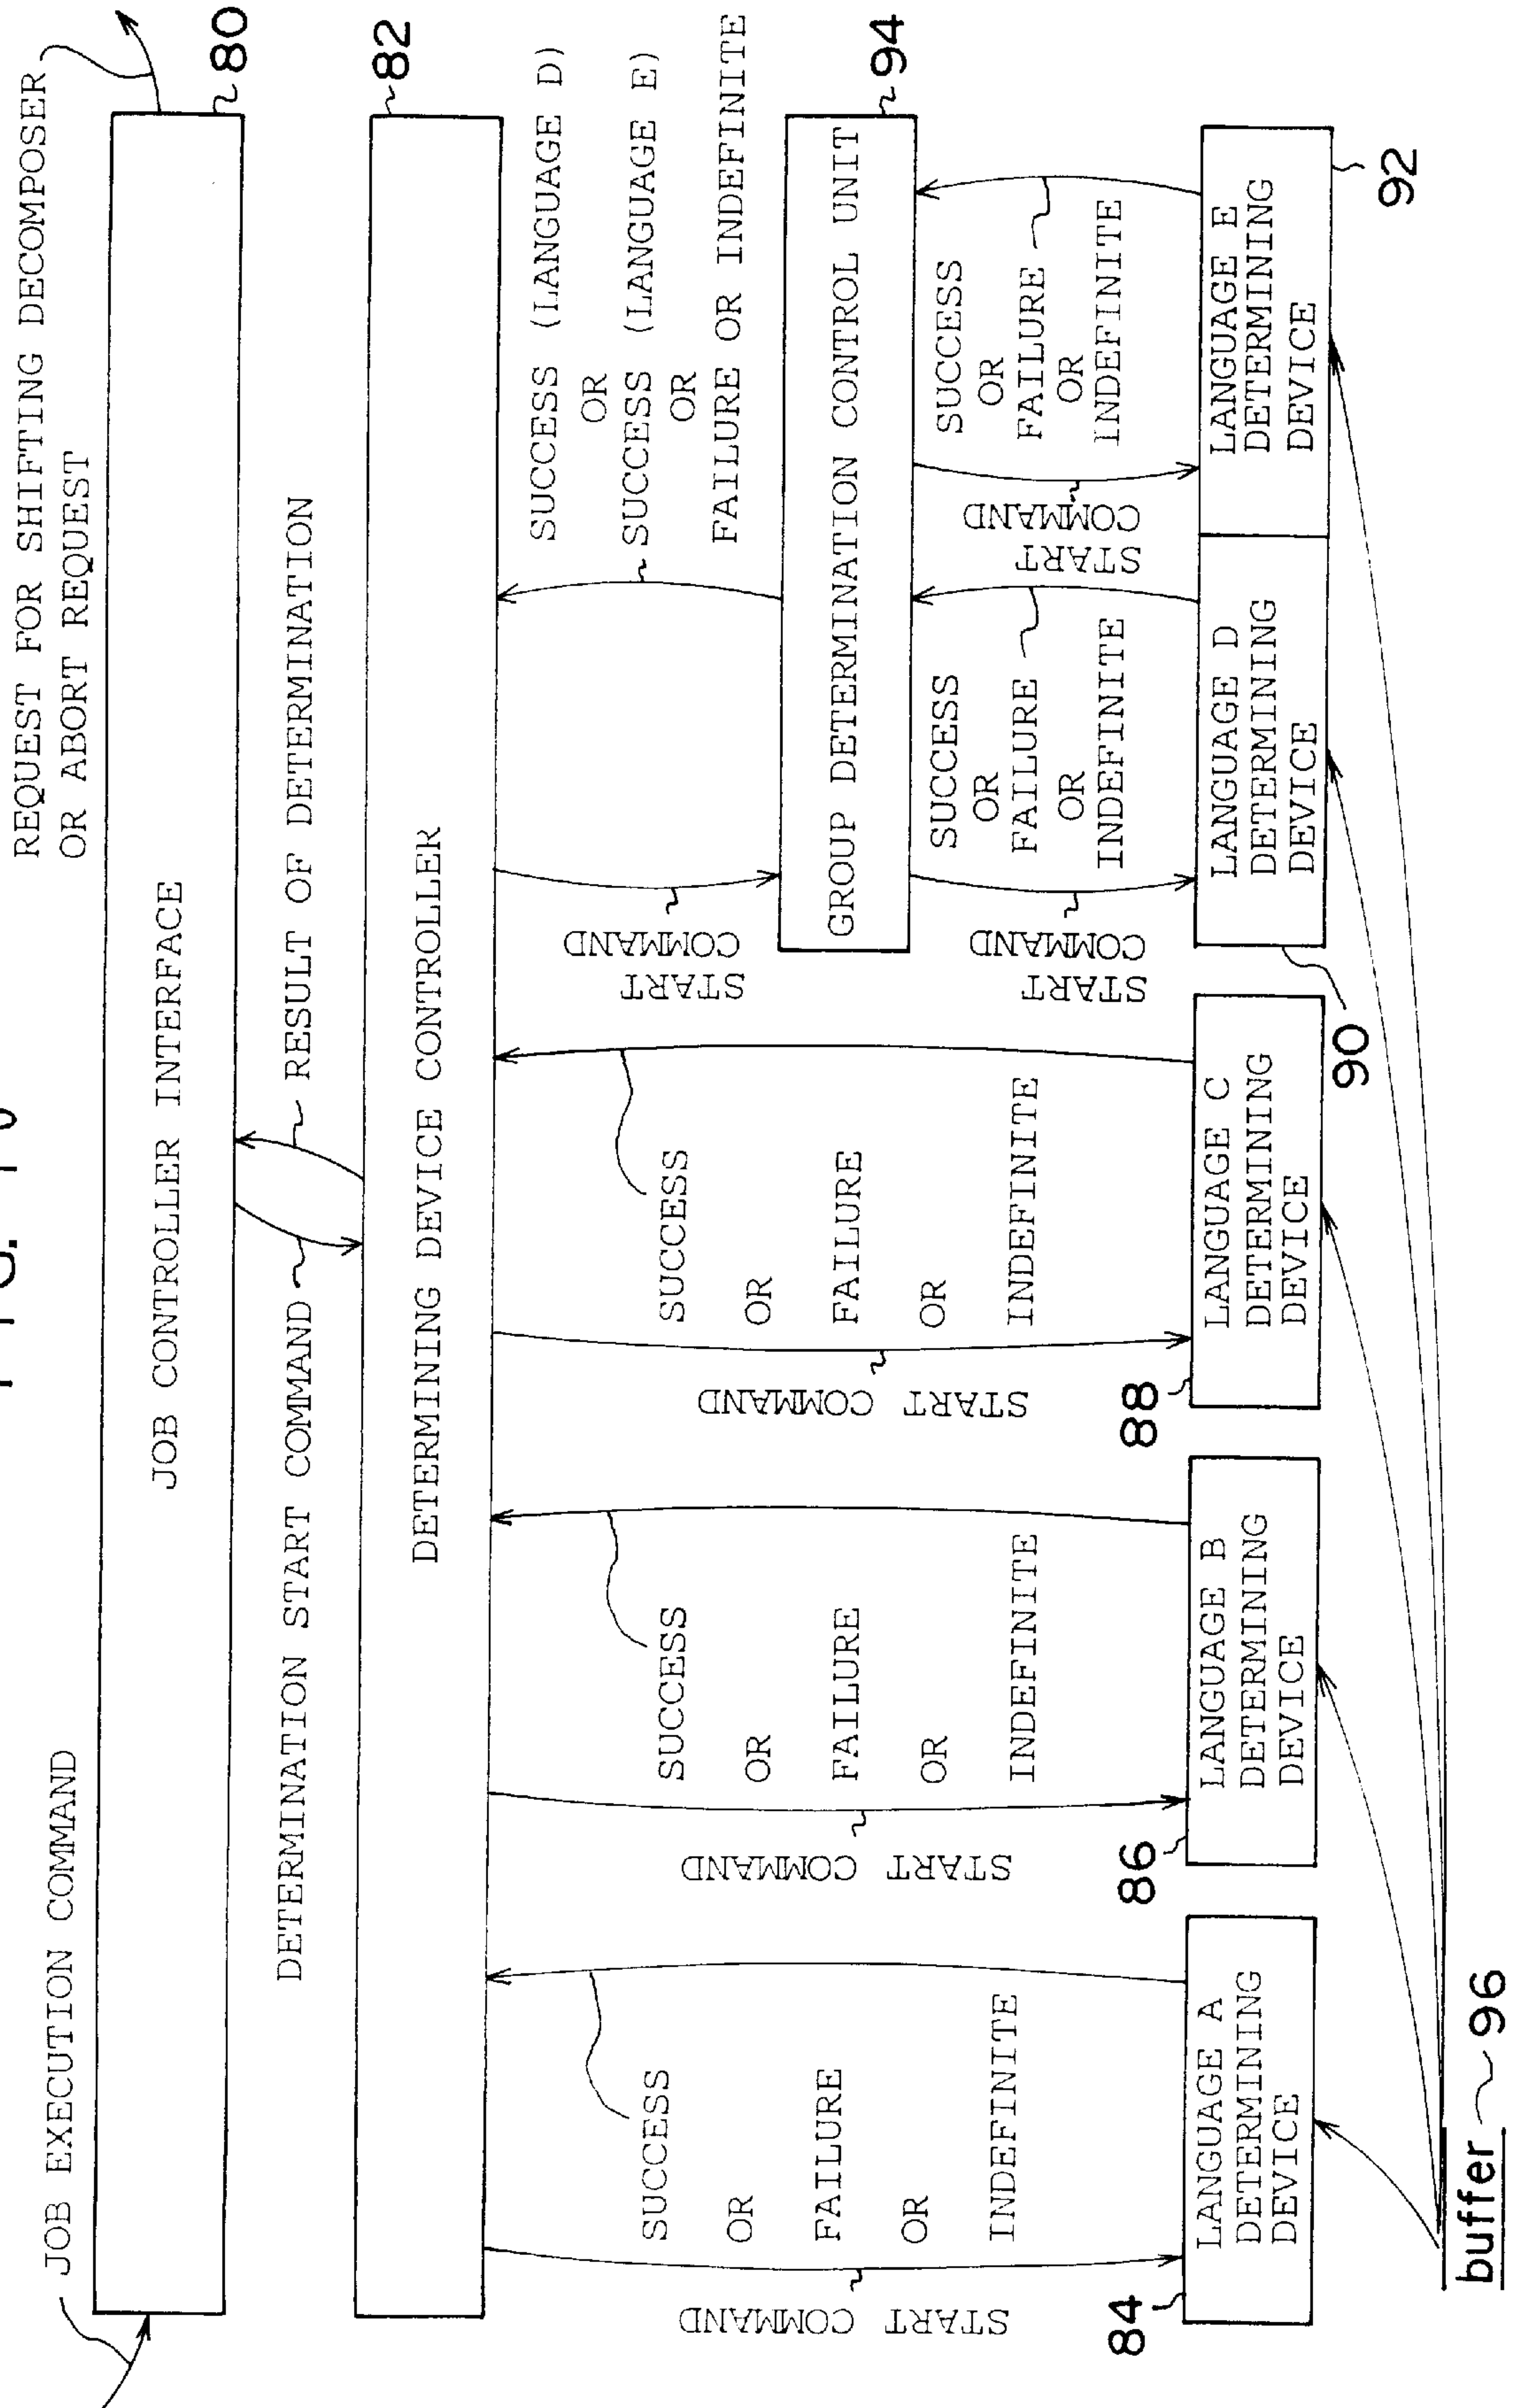 REQUEST FOR SHIFTING DECOMPOSER
OR ABORT REQUEST
JOB EXECUTION COMMAND
JOB CONTROLLER INTERFACE
80
DETERMINATION START COMMAND
RESULT OF DETERMINATION
82
DETERMINING DEVICE CONTROLLER
START COMMAND
SUCCESS
OR
FAILURE
OR
INDEFINITE
START COMMAND
SUCCESS
OR
FAILURE
OR
INDEFINITE
START COMMAND
SUCCESS
OR
FAILURE
OR
INDEFINITE
START
COMMAND
SUCCESS (LANGUAGE D)
OR
SUCCESS (LANGUAGE E)
OR
FAILURE OR INDEFINITE
GROUP DETERMINATION CONTROL UNIT
94
START
COMMAND
SUCCESS
OR
FAILURE
OR
INDEFINITE
START
COMMAND
SUCCESS
OR
FAILURE
OR
INDEFINITE
84
LANGUAGE A
DETERMINING
DEVICE
86
LANGUAGE B
DETERMINING
DEVICE
88
LANGUAGE C
DETERMINING
DEVICE
90
LANGUAGE D
DETERMINING
DEVICE
LANGUAGE E
DETERMINING
DEVICE
92
buffer
96